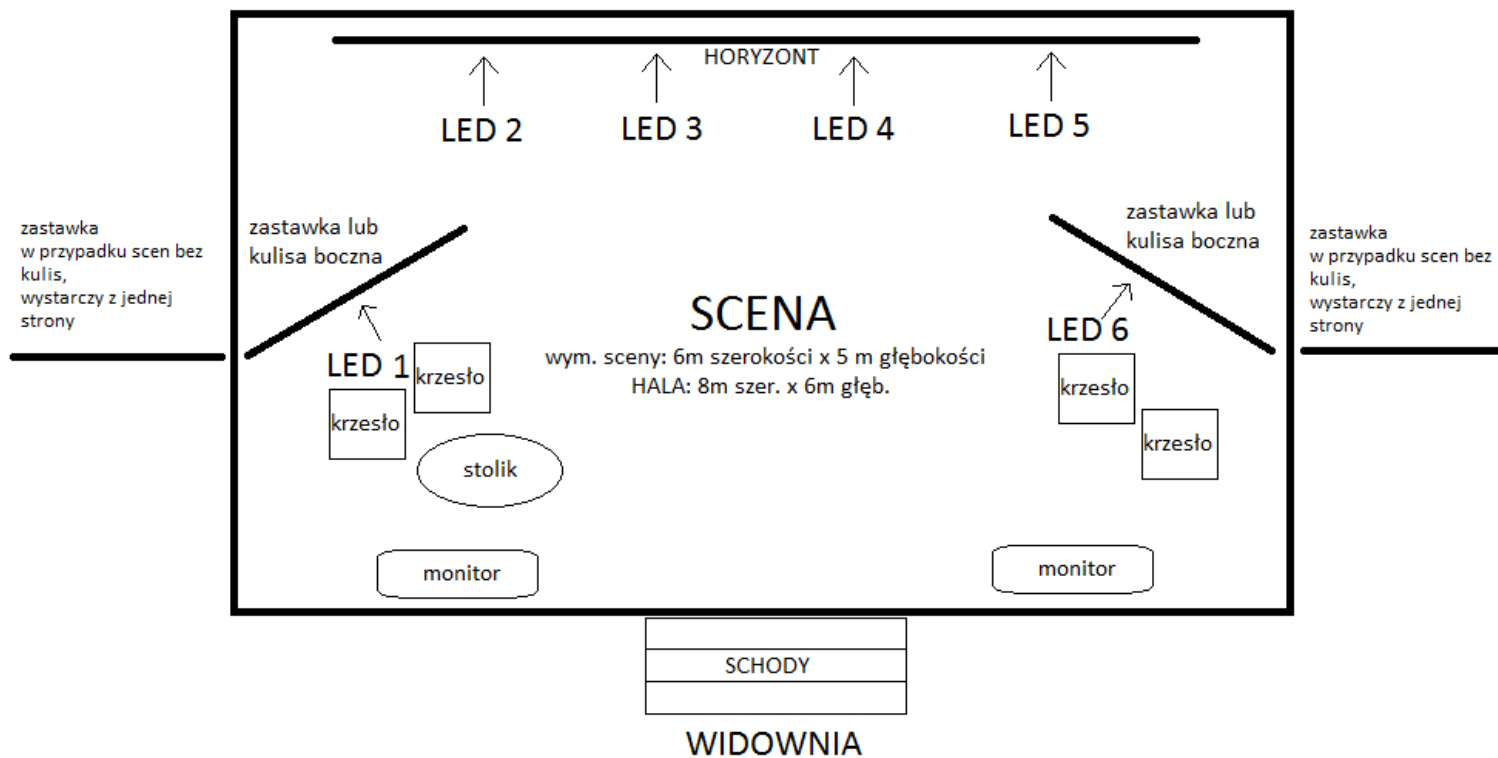 HORYZONT
LED 2
LED 3
LED 4
LED 5
zastawka
w przypadku scen bez
kulis,
wystarczy z jednej
strony
zastawka lub
kulisa boczna
zastawka lub
kulisa boczna
zastawka
w przypadku scen bez
kulis,
wystarczy z jednej
strony
SCENA
wym. sceny: 6m szerokości x 5 m głębokości
HALA: 8m szer. x 6m głęb.
LED 1
krzesło
krzesło
stolik
LED 6
krzesło
krzesło
monitor
monitor
SCHODY
WIDOWNIA